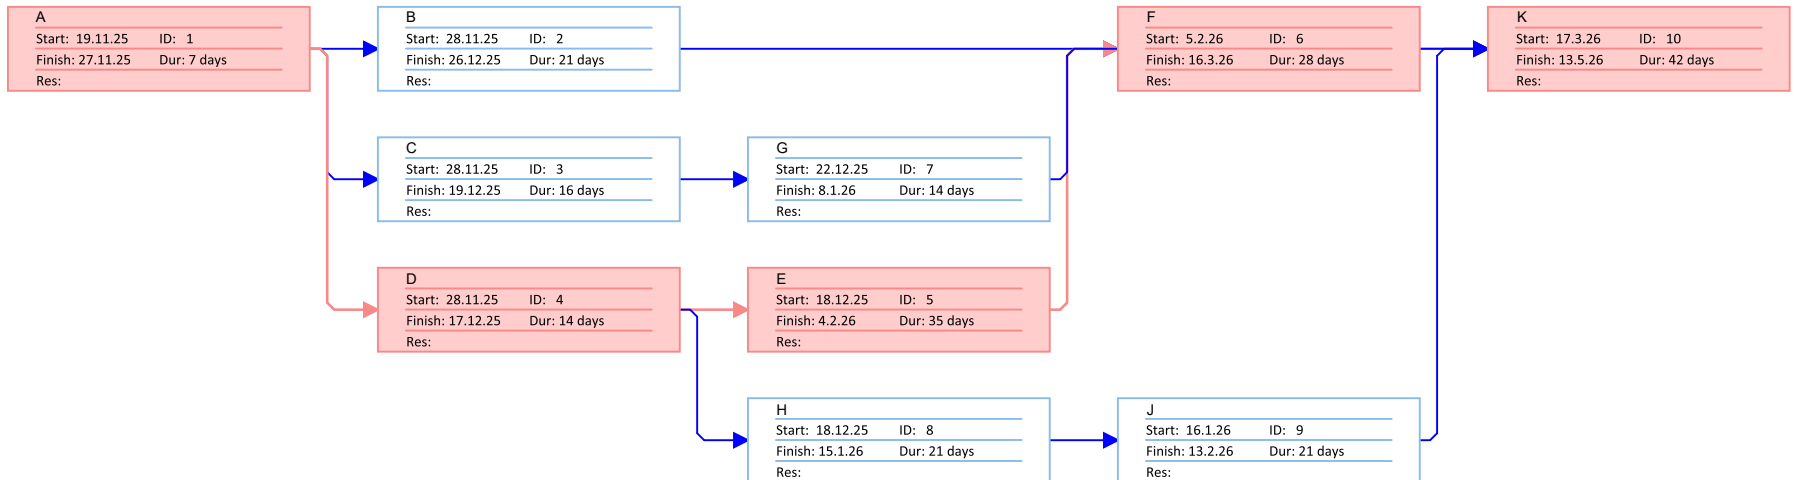 A
Start: 19.11.25 ID: 1
Finish: 27.11.25 Dur: 7 days
Res:
B
Start: 28.11.25 ID: 2
Finish: 26.12.25 Dur: 21 days
Res:
F
Start: 5.2.26 ID: 6
Finish: 16.3.26 Dur: 28 days
Res:
K
Start: 17.3.26 ID: 10
Finish: 13.5.26 Dur: 42 days
Res:
C
Start: 28.11.25 ID: 3
Finish: 19.12.25 Dur: 16 days
Res:
G
Start: 22.12.25 ID: 7
Finish: 8.1.26 Dur: 14 days
Res:
D
Start: 28.11.25 ID: 4
Finish: 17.12.25 Dur: 14 days
Res:
E
Start: 18.12.25 ID: 5
Finish: 4.2.26 Dur: 35 days
Res:
H
Start: 18.12.25 ID: 8
Finish: 15.1.26 Dur: 21 days
Res:
J
Start: 16.1.26 ID: 9
Finish: 13.2.26 Dur: 21 days
Res: